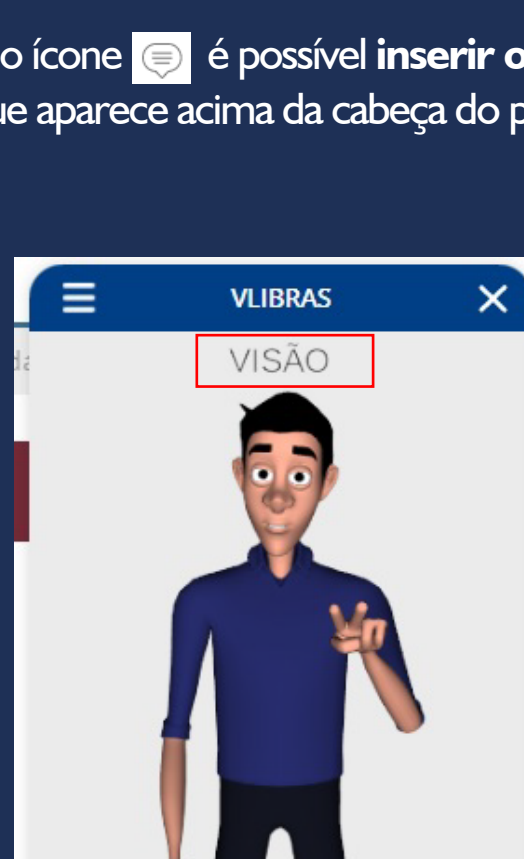 o ícone é possível inserir o
ue aparece acima da cabeça do p
VLIBRAS
VISÃO